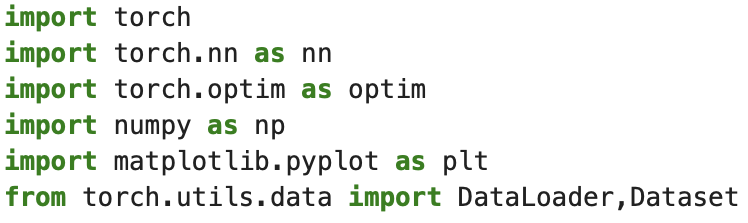 import torch
import torch.nn as nn
import torch.optim as optim
import numpy as np
import matplotlib.pyplot as plt
from torch.utils.data import DataLoader,Dataset